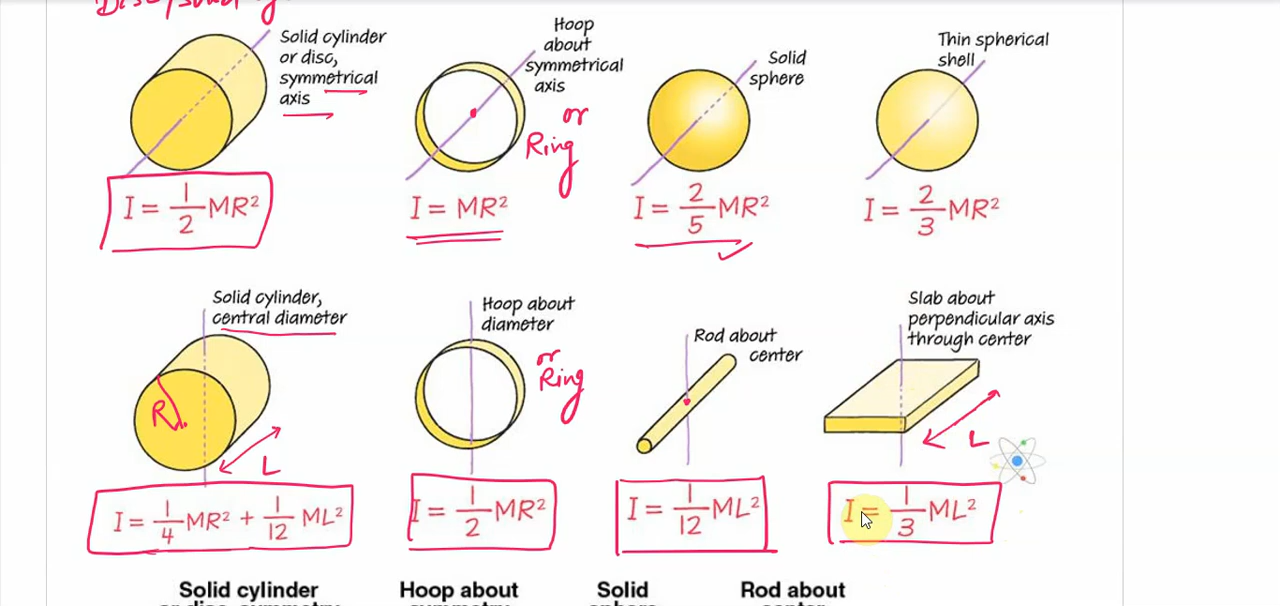 Solid cylinder
or disc,
symmetrical
axis
I = 1/2 MR²
Hoop
about
symmetrical
axis
or
Ring
I = MR²
Solid
sphere
I = 2/5 MR²
Thin spherical
shell
I = 2/3 MR²
Solid cylinder,
central diameter
R
L
I = 1/4 MR² + 1/12 ML²
Hoop about
diameter
or
Ring
I = 1/2 MR²
Rod about
center
I = 1/12 ML²
Slab about
perpendicular axis
through center
L
I = 1/3 ML²
Solid cylinder
Hoop about
Solid
Rod about